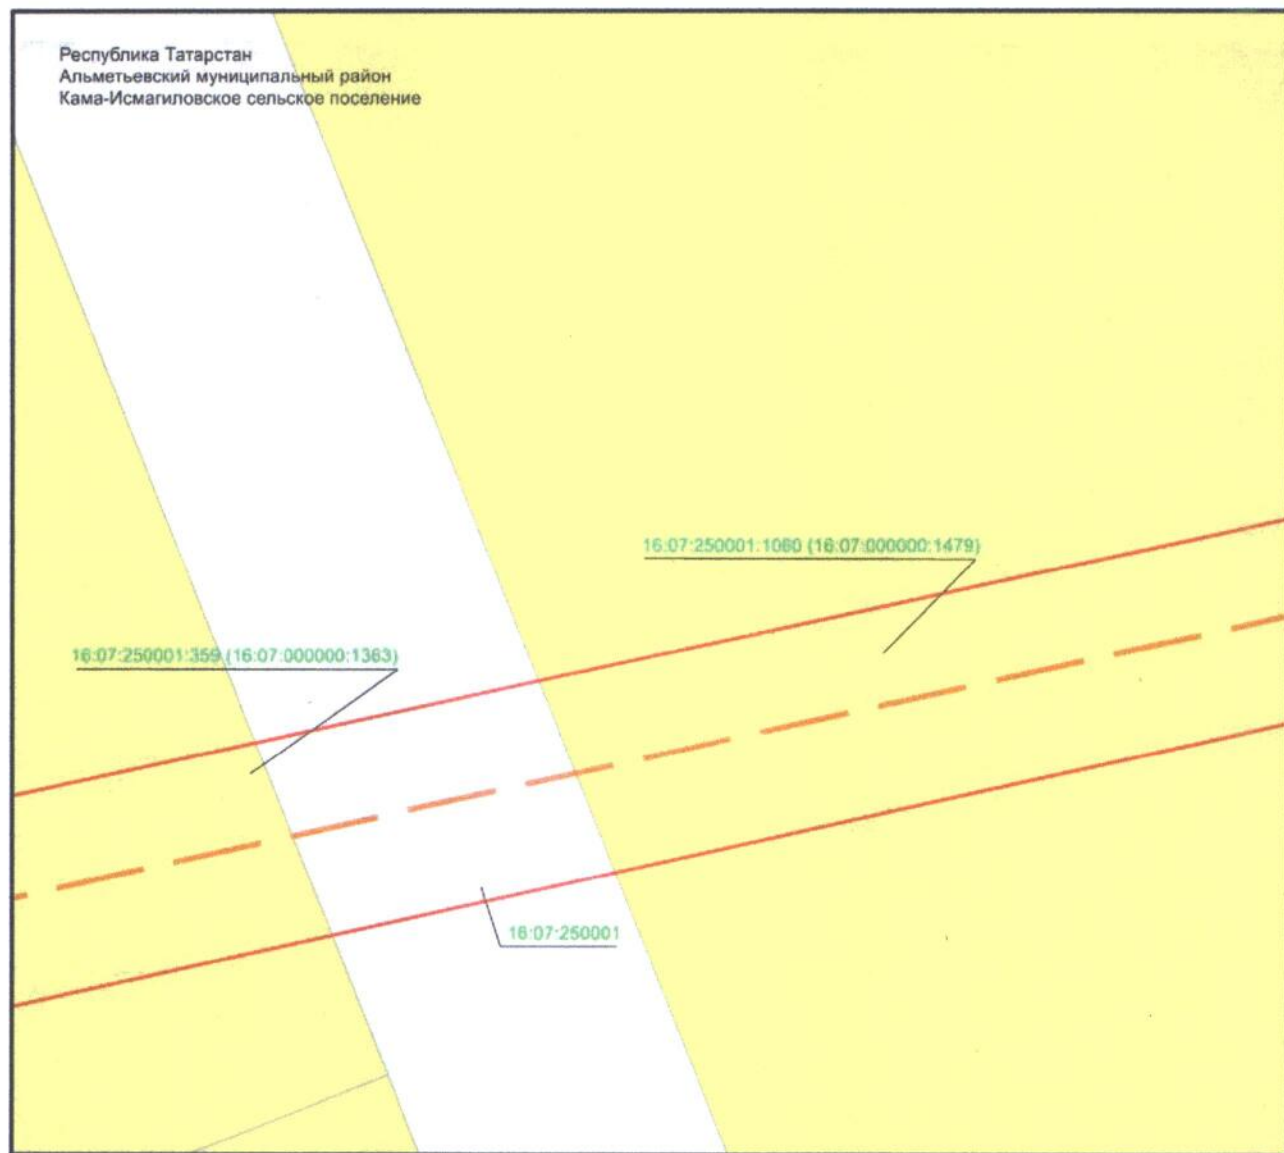 Республика Татарстан
Альметьевский муниципальный район
Кама-Исмагиловское сельское поселение
16:07:250001:1060 (16:07:000000:1479)
16:07:250001:359 (16:07:000000:1363)
16:07:250001